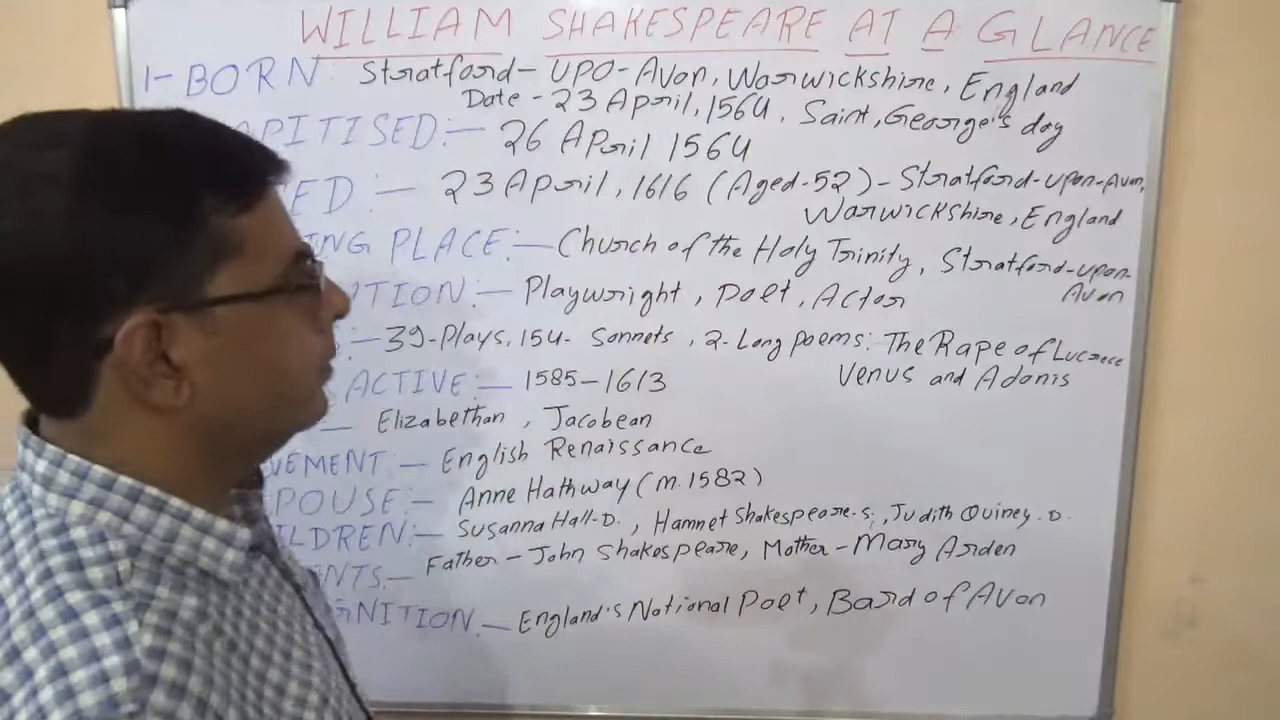 WILLIAM SHAKESPEARE AT A GLANCE
1- BORN Stratford- UPO-Avon, Warwickshire, England
Date - 23 April, 1564. Saint, George's day
APITISED:- 26 April 1564
ED:- 23 April, 1616 (Aged-52) - Stratford-upon-Avon,
Warwickshire, England
ING PLACE:- Church of the Holy Trinity, Stratford-upon-
Avon
TION:- Playwright, Poet, Actor
:- 39-Plays, 154- Sonnets, 2-Long poems: The Rape of Lucrece
Venus and Adonis
ACTIVE:- 1585-1613
- Elizabethan, Jacobean
VEMENT - English Renaissance
POUSE:- Anne Hathway (m. 1582)
ILDREN:- Susanna Hall-D., Hamnet Shakespeare-S;, Judith Quiney.D.
NTS.- Father - John Shakespeare, Mother - Mary Arden
GNITION.- England's National Poet, Bard of Avon